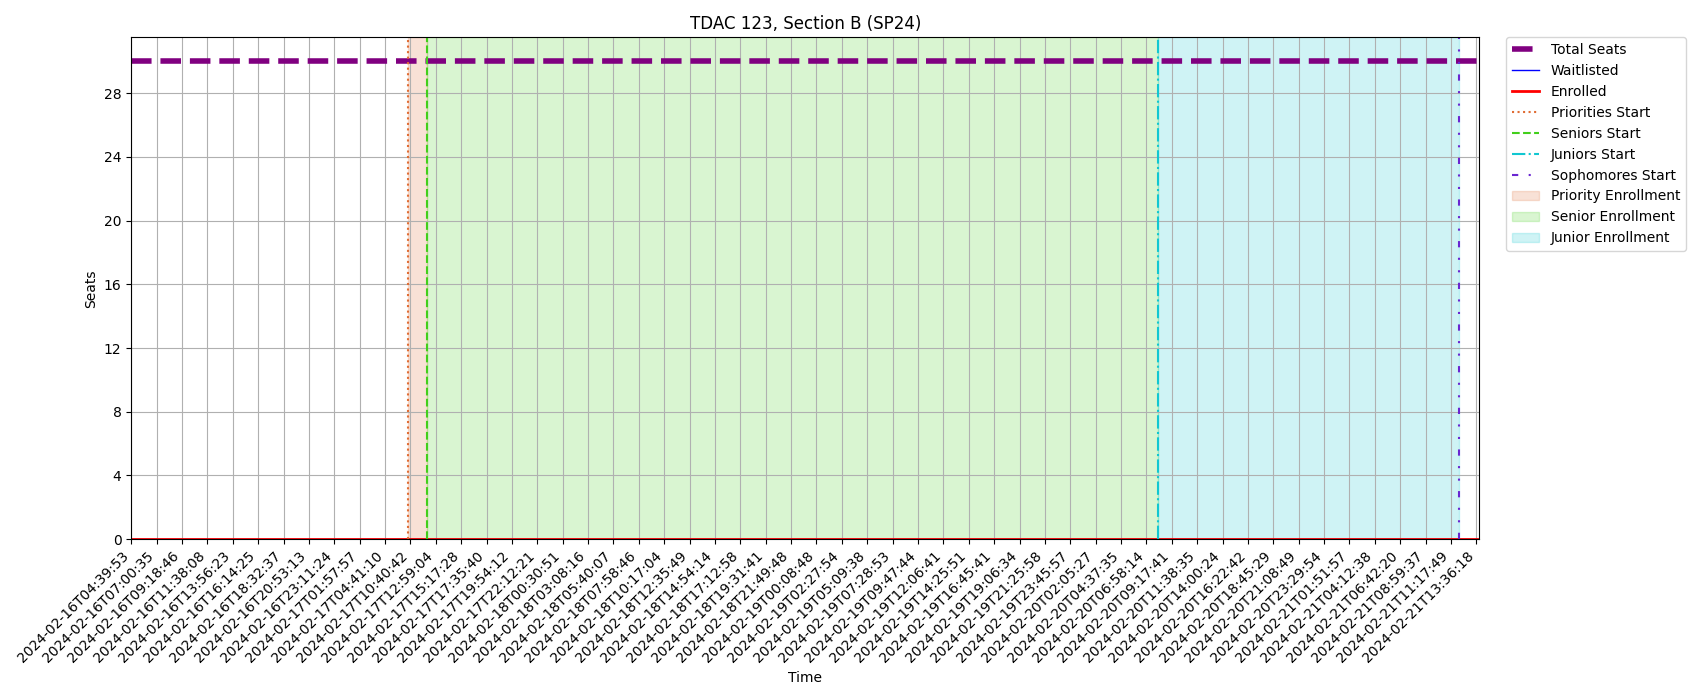 TDAC 123, Section B (SP24)
Total Seats
Waitlisted
Enrolled
Priorities Start
Seniors Start
Juniors Start
Sophomores Start
Priority Enrollment
Senior Enrollment
Junior Enrollment
Seats
28
24
20
16
12
8
4
0
2024-02-16T04:39:53
2024-02-16T07:00:35
2024-02-16T09:18:46
2024-02-16T11:38:08
2024-02-16T13:56:23
2024-02-16T16:14:25
2024-02-16T18:32:37
2024-02-16T20:53:13
2024-02-16T23:11:24
2024-02-17T01:57:57
2024-02-17T04:41:10
2024-02-17T10:40:42
2024-02-17T12:59:04
2024-02-17T15:17:28
2024-02-17T17:35:40
2024-02-17T19:54:12
2024-02-17T22:12:21
2024-02-18T00:30:51
2024-02-18T03:08:16
2024-02-18T05:40:07
2024-02-18T07:58:46
2024-02-18T10:17:04
2024-02-18T12:35:49
2024-02-18T14:54:14
2024-02-18T17:12:58
2024-02-18T19:31:41
2024-02-18T21:49:48
2024-02-19T00:08:48
2024-02-19T02:27:54
2024-02-19T05:09:38
2024-02-19T07:28:53
2024-02-19T09:47:44
2024-02-19T12:06:41
2024-02-19T14:25:51
2024-02-19T16:45:41
2024-02-19T19:06:34
2024-02-19T21:25:58
2024-02-19T23:45:57
2024-02-20T02:05:27
2024-02-20T04:37:35
2024-02-20T06:58:14
2024-02-20T09:17:41
2024-02-20T11:38:35
2024-02-20T14:00:24
2024-02-20T16:22:42
2024-02-20T18:45:29
2024-02-20T21:08:49
2024-02-20T23:29:54
2024-02-21T01:51:57
2024-02-21T04:12:38
2024-02-21T06:42:20
2024-02-21T08:59:37
2024-02-21T11:17:49
2024-02-21T13:36:18
Time